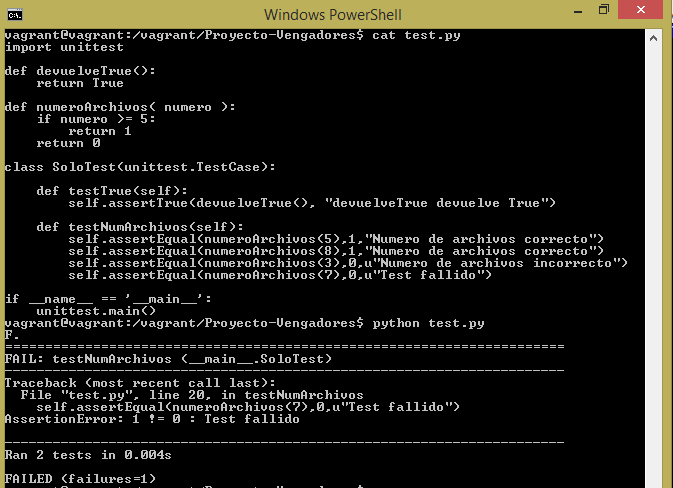 Windows PowerShell
vagrant@vagrant:/vagrant/Proyecto-Vengadores$ cat test.py
import unittest
def devuelveTrue():
    return True
def numeroArchivos( numero ):
    if numero >= 5:
        return 1
    return 0
class SoloTest(unittest.TestCase):
    def testTrue(self):
        self.assertTrue(devuelveTrue(), "devuelveTrue devuelve True")
    def testNumArchivos(self):
        self.assertEqual(numeroArchivos(5),1,"Numero de archivos correcto")
        self.assertEqual(numeroArchivos(8),1,"Numero de archivos correcto")
        self.assertEqual(numeroArchivos(3),0,u"Numero de archivos incorrecto")
        self.assertEqual(numeroArchivos(7),0,u"Test fallido")
if __name__ == '__main__':
    unittest.main()
vagrant@vagrant:/vagrant/Proyecto-Vengadores$ python test.py
F.
======================================================================
FAIL: testNumArchivos (__main__.SoloTest)
----------------------------------------------------------------------
Traceback (most recent call last):
  File "test.py", line 20, in testNumArchivos
    self.assertEqual(numeroArchivos(7),0,u"Test fallido")
AssertionError: 1 != 0 : Test fallido
----------------------------------------------------------------------
Ran 2 tests in 0.004s
FAILED (failures=1)
vagrant@vagrant:/vagrant/Proyecto-Vengadores$